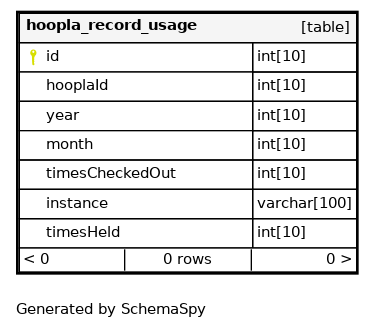 hoopla_record_usage [table]
id int[10]
hooplaId int[10]
year int[10]
month int[10]
timesCheckedOut int[10]
instance varchar[100]
timesHeld int[10]
< 0 0 rows 0 >
Generated by SchemaSpy